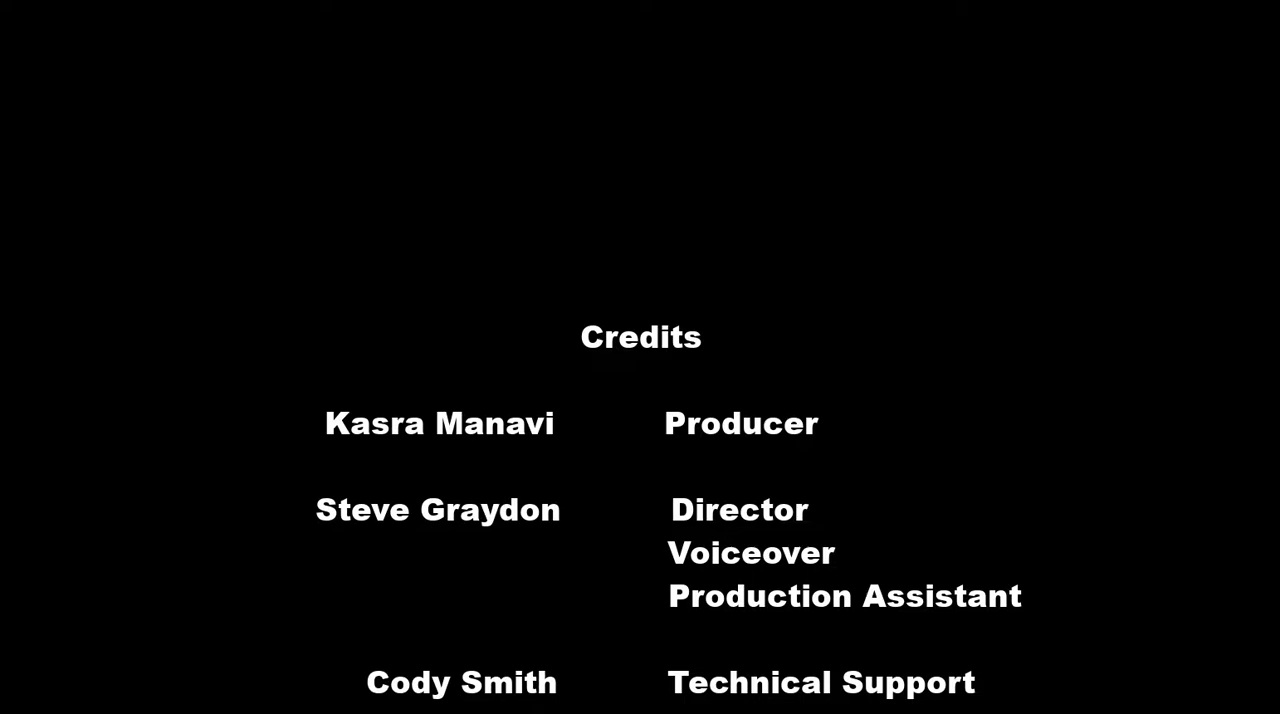 Credits
Kasra Manavi Producer
Steve Graydon Director
Voiceover
Production Assistant
Cody Smith Technical Support